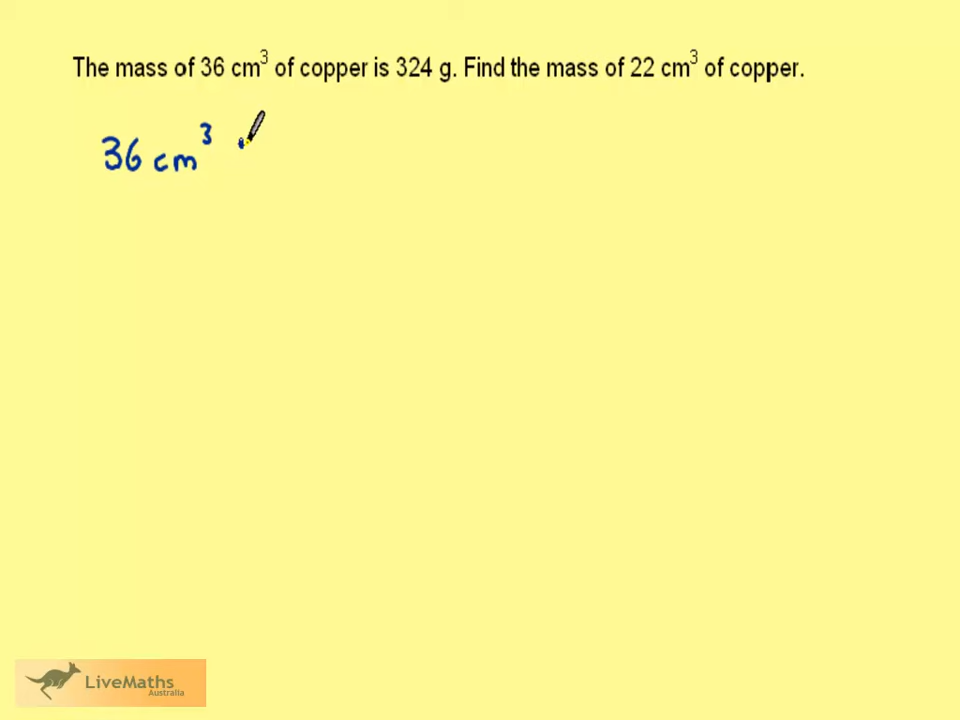 The mass of 36 cm³ of copper is 324 g. Find the mass of 22 cm³ of copper.
36 cm³
LiveMaths
Australia